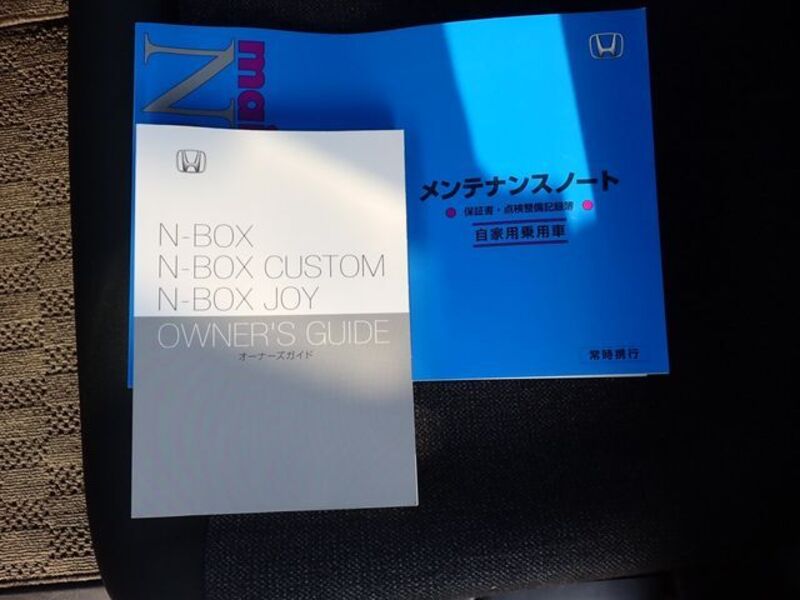 N-BOX
N-BOX CUSTOM
N-BOX JOY
OWNER'S GUIDE
オーナーズガイド
メンテナンスノート
保証書・点検整備記録簿
自家用乗用車
常時携行